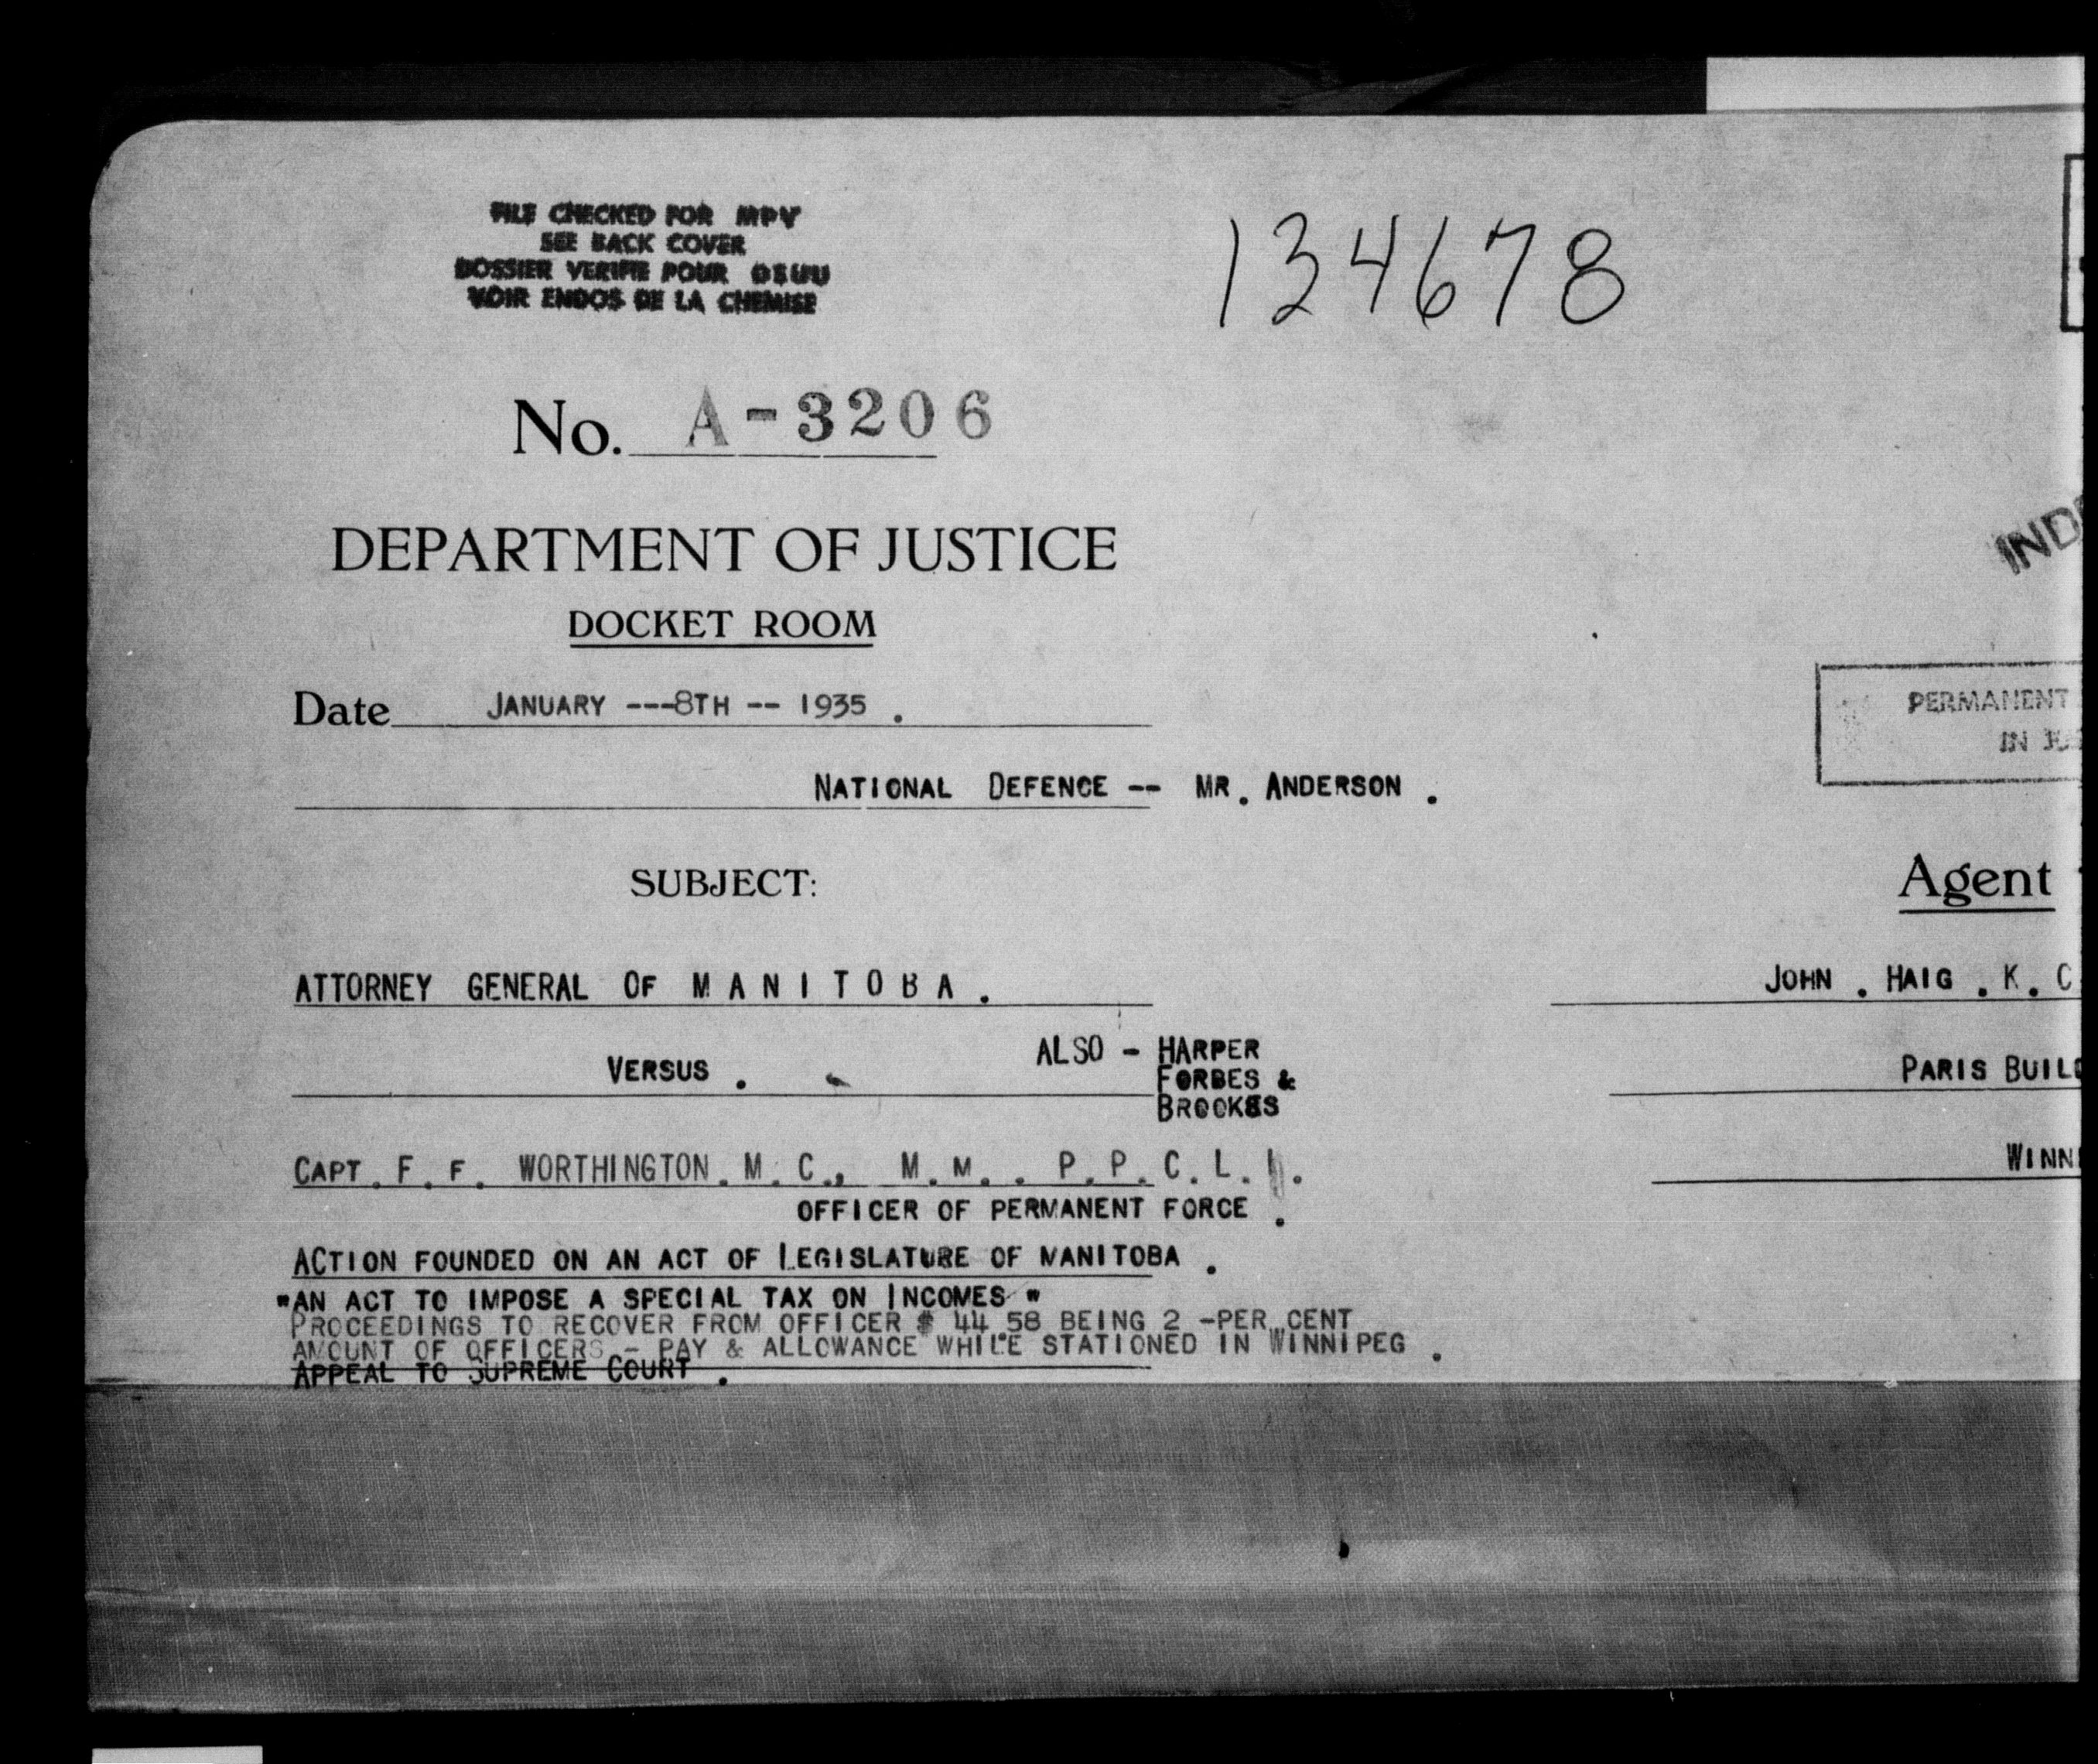 FILE CHECKED FOR MPV
SEE BACK COVER
DOSSIER VERIFIE POUR DSUU
VOIR ENDOS DE LA CHEMISE
134678
No. A-3206
DEPARTMENT OF JUSTICE
DOCKET ROOM
Date JANUARY ---8TH -- 1935 .
PERMANENT
IN
NATIONAL DEFENCE -- MR. ANDERSON .
SUBJECT:
Agent
ATTORNEY GENERAL OF M A N I T O B A .
JOHN . HAIG . K. C
VERSUS .
ALSO - HARPER
FORBES &
BROOKES
PARIS BUILD
CAPT. F. F. WORTHINGTON. M. C., M. M. . P. P. C. L. I.
WINN
OFFICER OF PERMANENT FORCE .
ACTION FOUNDED ON AN ACT OF LEGISLATURE OF MANITOBA .
"AN ACT TO IMPOSE A SPECIAL TAX ON INCOMES "
PROCEEDINGS TO RECOVER FROM OFFICER $ 44 58 BEING 2 -PER CENT
AMOUNT OF OFFICERS - PAY & ALLOWANCE WHILE STATIONED IN WINNIPEG .
APPEAL TO SUPREME COURT .